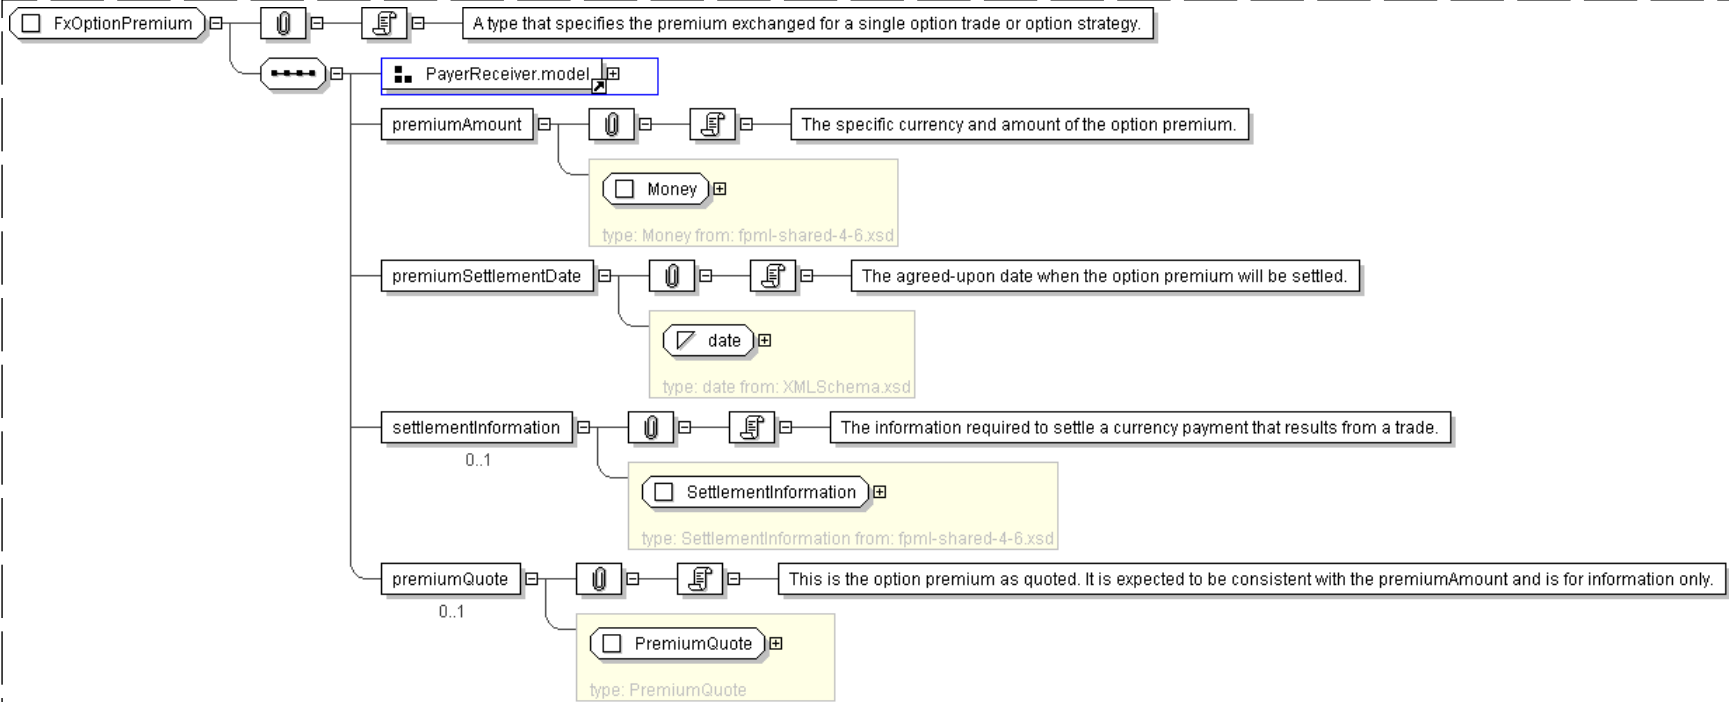 FxOptionPremium
A type that specifies the premium exchanged for a single option trade or option strategy.
PayerReceiver.model
premiumAmount
The specific currency and amount of the option premium.
Money
type: Money from: fpml-shared-4-6.xsd
premiumSettlementDate
The agreed-upon date when the option premium will be settled.
date
type: date from: XMLSchema.xsd
settlementInformation
The information required to settle a currency payment that results from a trade.
0..1
SettlementInformation
type: SettlementInformation from: fpml-shared-4-6.xsd
premiumQuote
This is the option premium as quoted. It is expected to be consistent with the premiumAmount and is for information only.
0..1
PremiumQuote
type: PremiumQuote